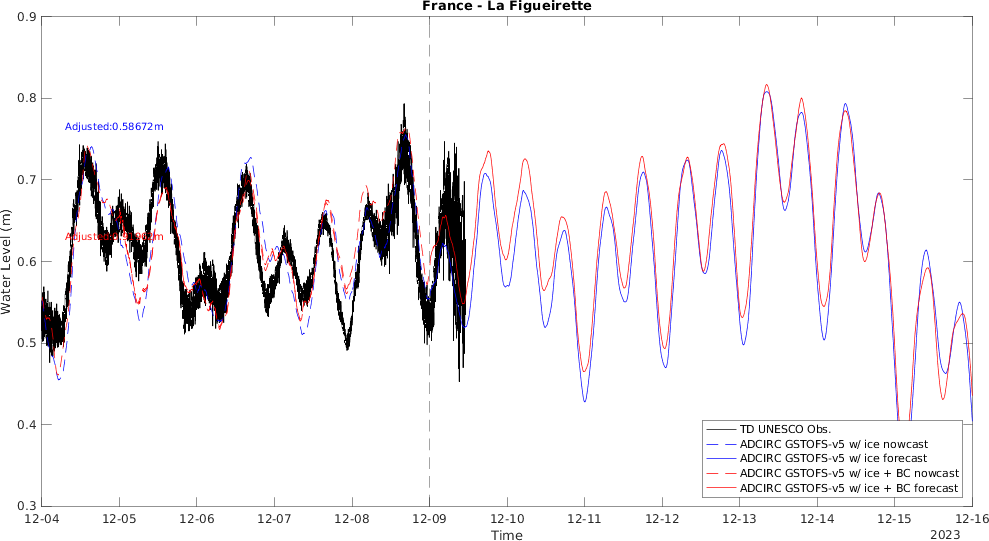 France - La Figueirette
0.9
0.8
0.7
0.6
0.5
0.4
0.3
Water Level (m)
Adjusted:0.58672m
12-04 12-05 12-06 12-07 12-08 12-09 12-10 12-11 12-12 12-13 12-14 12-15 12-16
Time
2023
TD UNESCO Obs.
ADCIRC GSTOFS-v5 w/ ice nowcast
ADCIRC GSTOFS-v5 w/ ice forecast
ADCIRC GSTOFS-v5 w/ ice + BC nowcast
ADCIRC GSTOFS-v5 w/ ice + BC forecast